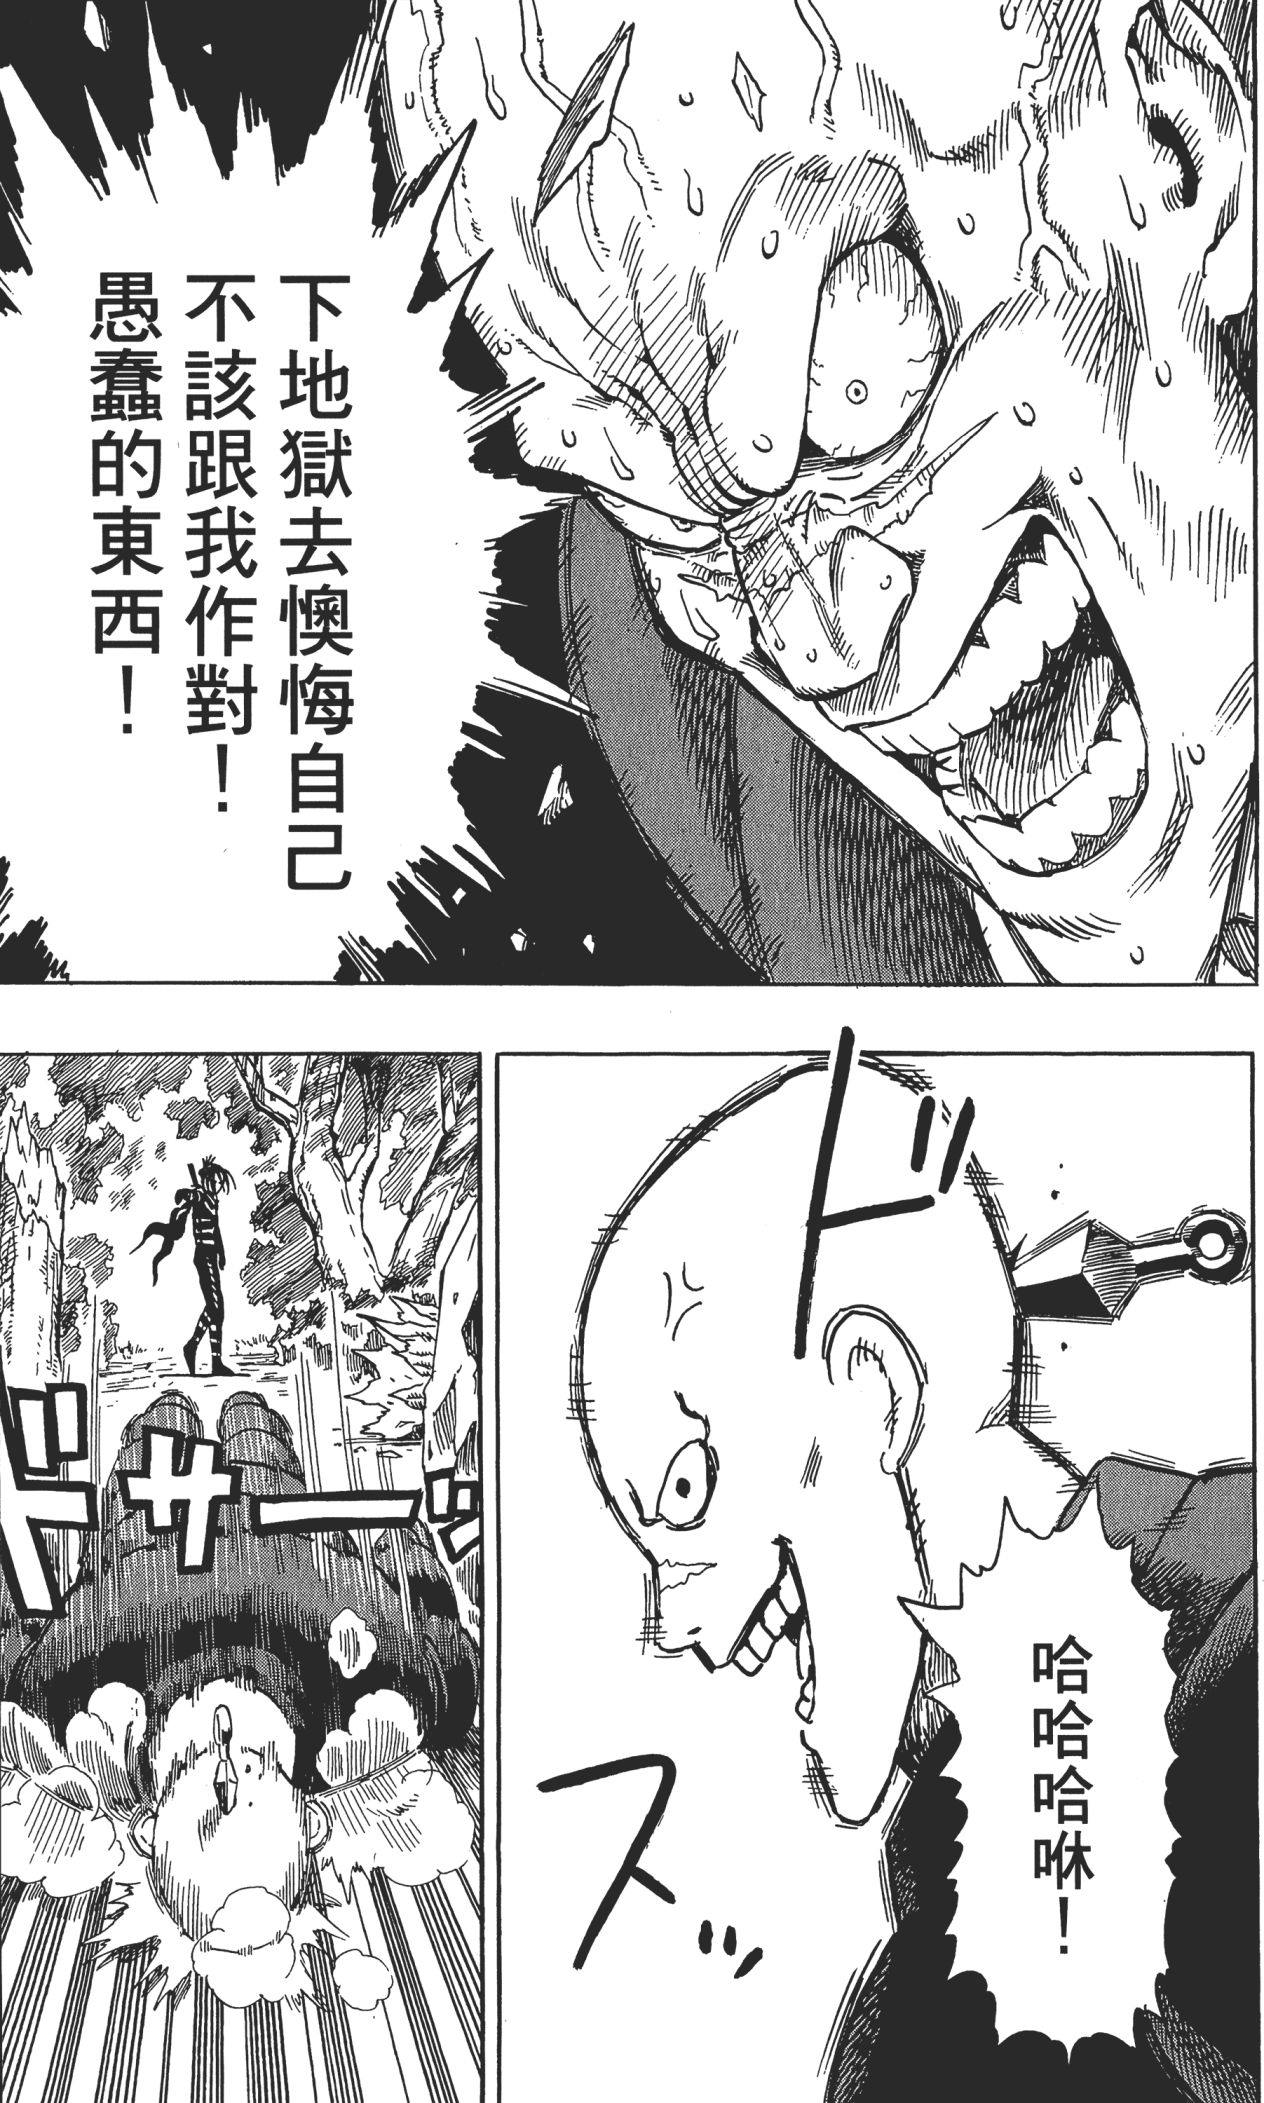 下地獄去懊悔自己
不該跟我作對！
愚蠢的東西！
ドスッ
哈哈哈咻！
ドサーッ